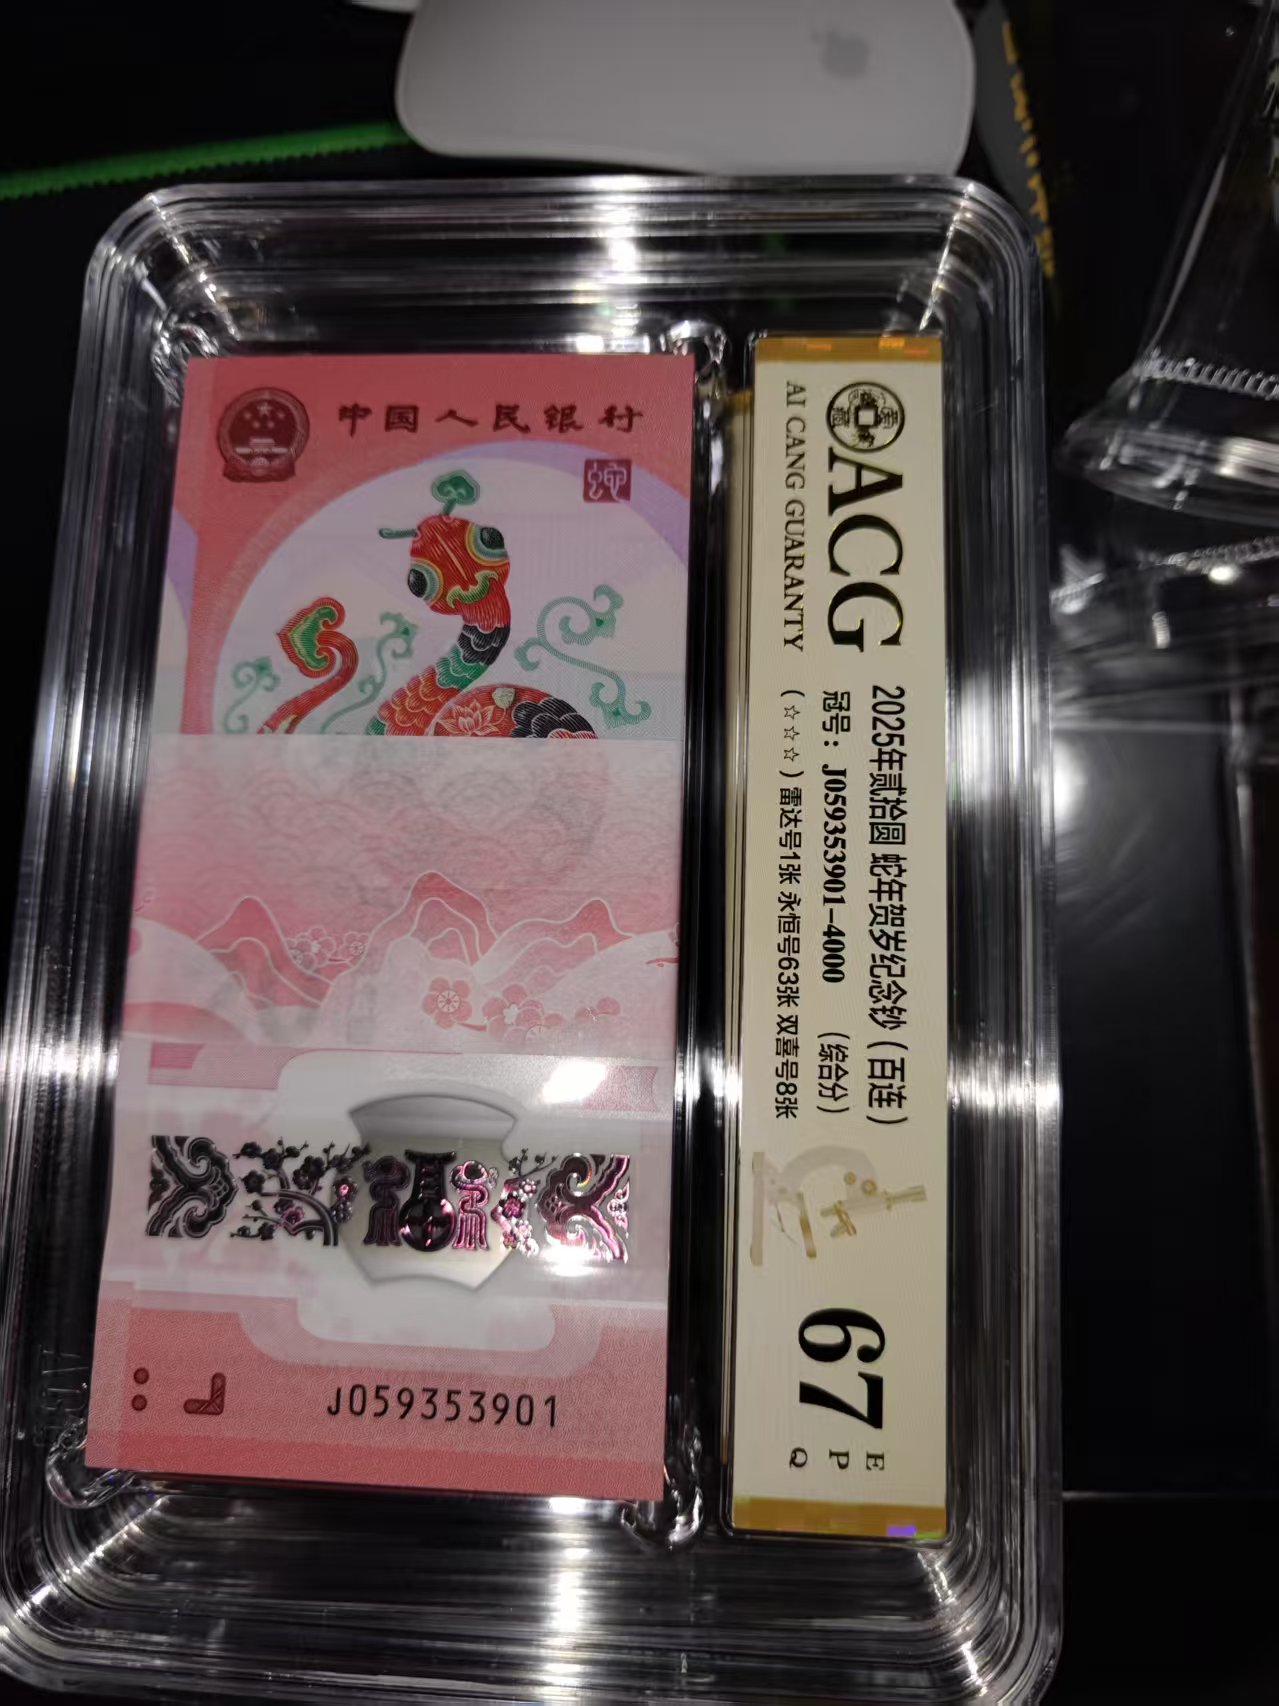 中国人民银行
蛇
J059353901
ACG
AI CANG GUARANTY
2025年贰拾圆 蛇年贺岁纪念钞（百连）
冠号：J059353901-4000 （综合分）
（☆☆☆）雷达号1张 永恒号63张 双喜号8张
67
E
P
Q